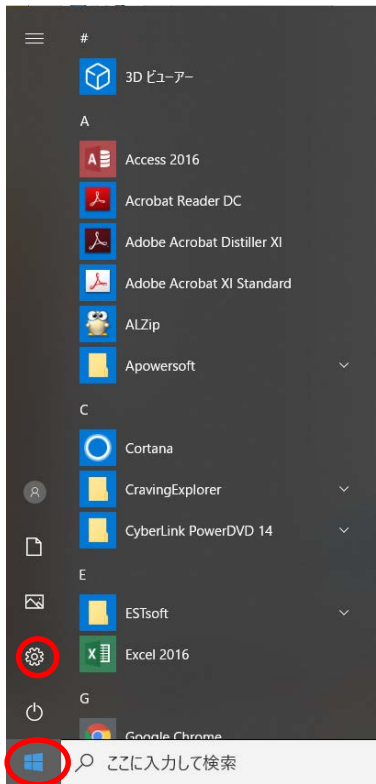 #
3D ビューアー
A
Access 2016
Acrobat Reader DC
Adobe Acrobat Distiller XI
Adobe Acrobat XI Standard
ALZip
Apowersoft
C
Cortana
CravingExplorer
CyberLink PowerDVD 14
E
ESTsoft
Excel 2016
G
Google Chrome
ここに入力して検索